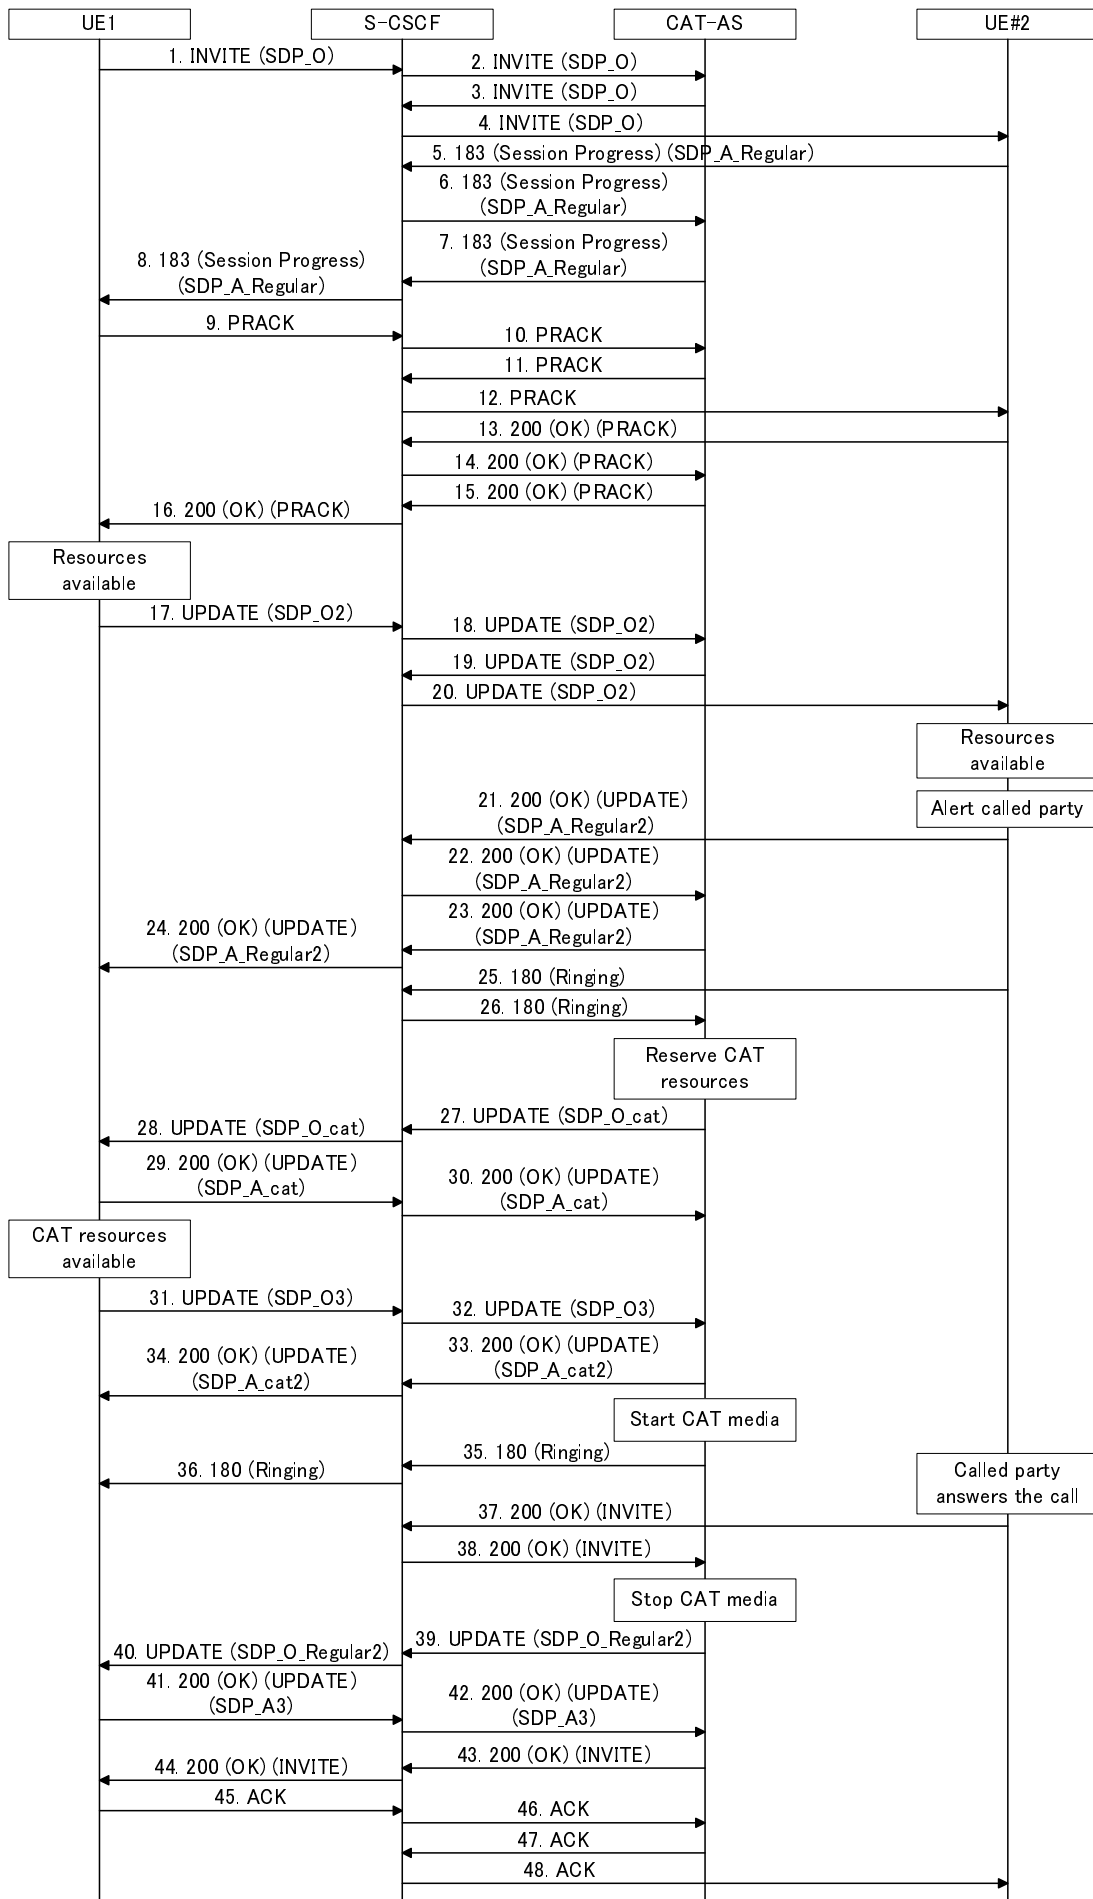 UE1
S-CSCF
CAT-AS
UE#2
1. INVITE (SDP_O)
2. INVITE (SDP_O)
3. INVITE (SDP_O)
4. INVITE (SDP_O)
5. 183 (Session Progress) (SDP_A_Regular)
6. 183 (Session Progress)
(SDP_A_Regular)
7. 183 (Session Progress)
(SDP_A_Regular)
8. 183 (Session Progress)
(SDP_A_Regular)
9. PRACK
10. PRACK
11. PRACK
12. PRACK
13. 200 (OK) (PRACK)
14. 200 (OK) (PRACK)
15. 200 (OK) (PRACK)
16. 200 (OK) (PRACK)
Resources
available
17. UPDATE (SDP_O2)
18. UPDATE (SDP_O2)
19. UPDATE (SDP_O2)
20. UPDATE (SDP_O2)
Resources
available
Alert called party
21. 200 (OK) (UPDATE)
(SDP_A_Regular2)
22. 200 (OK) (UPDATE)
(SDP_A_Regular2)
23. 200 (OK) (UPDATE)
(SDP_A_Regular2)
24. 200 (OK) (UPDATE)
(SDP_A_Regular2)
25. 180 (Ringing)
26. 180 (Ringing)
Reserve CAT
resources
27. UPDATE (SDP_O_cat)
28. UPDATE (SDP_O_cat)
29. 200 (OK) (UPDATE)
(SDP_A_cat)
30. 200 (OK) (UPDATE)
(SDP_A_cat)
CAT resources
available
31. UPDATE (SDP_O3)
32. UPDATE (SDP_O3)
33. 200 (OK) (UPDATE)
(SDP_A_cat2)
34. 200 (OK) (UPDATE)
(SDP_A_cat2)
Start CAT media
35. 180 (Ringing)
36. 180 (Ringing)
Called party
answers the call
37. 200 (OK) (INVITE)
38. 200 (OK) (INVITE)
Stop CAT media
39. UPDATE (SDP_O_Regular2)
40. UPDATE (SDP_O_Regular2)
41. 200 (OK) (UPDATE)
(SDP_A3)
42. 200 (OK) (UPDATE)
(SDP_A3)
43. 200 (OK) (INVITE)
44. 200 (OK) (INVITE)
45. ACK
46. ACK
47. ACK
48. ACK